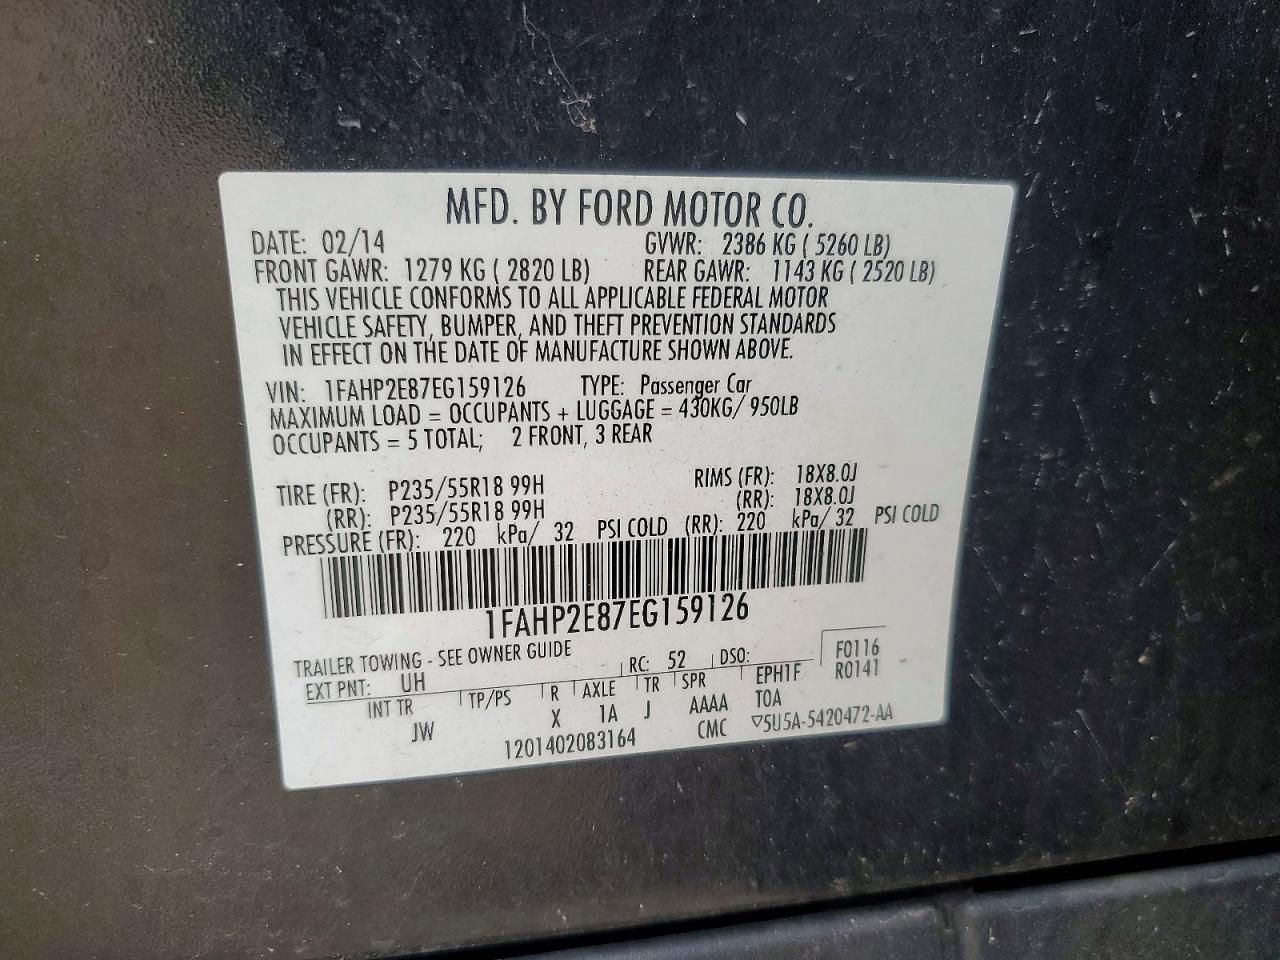 MFD. BY FORD MOTOR CO.
DATE: 02/14 GVWR: 2386 KG ( 5260 LB)
FRONT GAWR: 1279 KG ( 2820 LB) REAR GAWR: 1143 KG ( 2520 LB)
THIS VEHICLE CONFORMS TO ALL APPLICABLE FEDERAL MOTOR
VEHICLE SAFETY, BUMPER, AND THEFT PREVENTION STANDARDS
IN EFFECT ON THE DATE OF MANUFACTURE SHOWN ABOVE.
VIN: 1FAHP2E87EG159126 TYPE: Passenger Car
MAXIMUM LOAD = OCCUPANTS + LUGGAGE = 430KG/ 950LB
OCCUPANTS = 5 TOTAL; 2 FRONT, 3 REAR
TIRE (FR): P235/55R18 99H RIMS (FR): 18X8.0J
(RR): P235/55R18 99H (RR): 18X8.0J
PRESSURE (FR): 220 kPa/ 32 PSI COLD (RR): 220 kPa/ 32 PSI COLD
1FAHP2E87EG159126
TRAILER TOWING - SEE OWNER GUIDE
EXT PNT: UH RC: 52 DSO: F0116
R0141
INT TR TP/PS R AXLE TR SPR EPH1F
JW X 1A J AAAA TOA
1201402083164 CMC ▽5U5A-5420472-AA